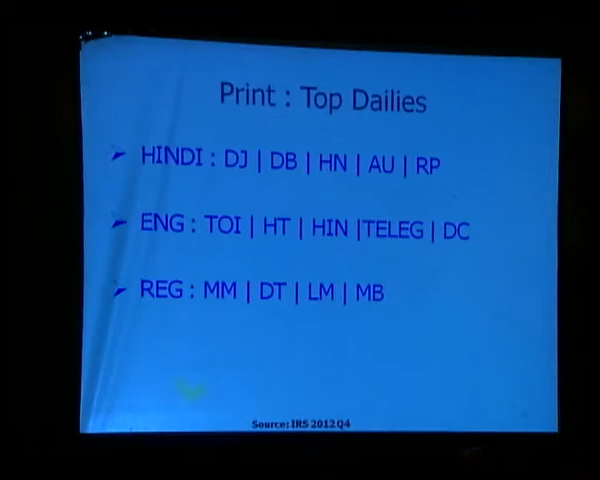 Print : Top Dailies
HINDI : DJ | DB | HN | AU | RP
ENG : TOI | HT | HIN |TELEG | DC
REG : MM | DT | LM | MB
Source: IRS 2012 Q4